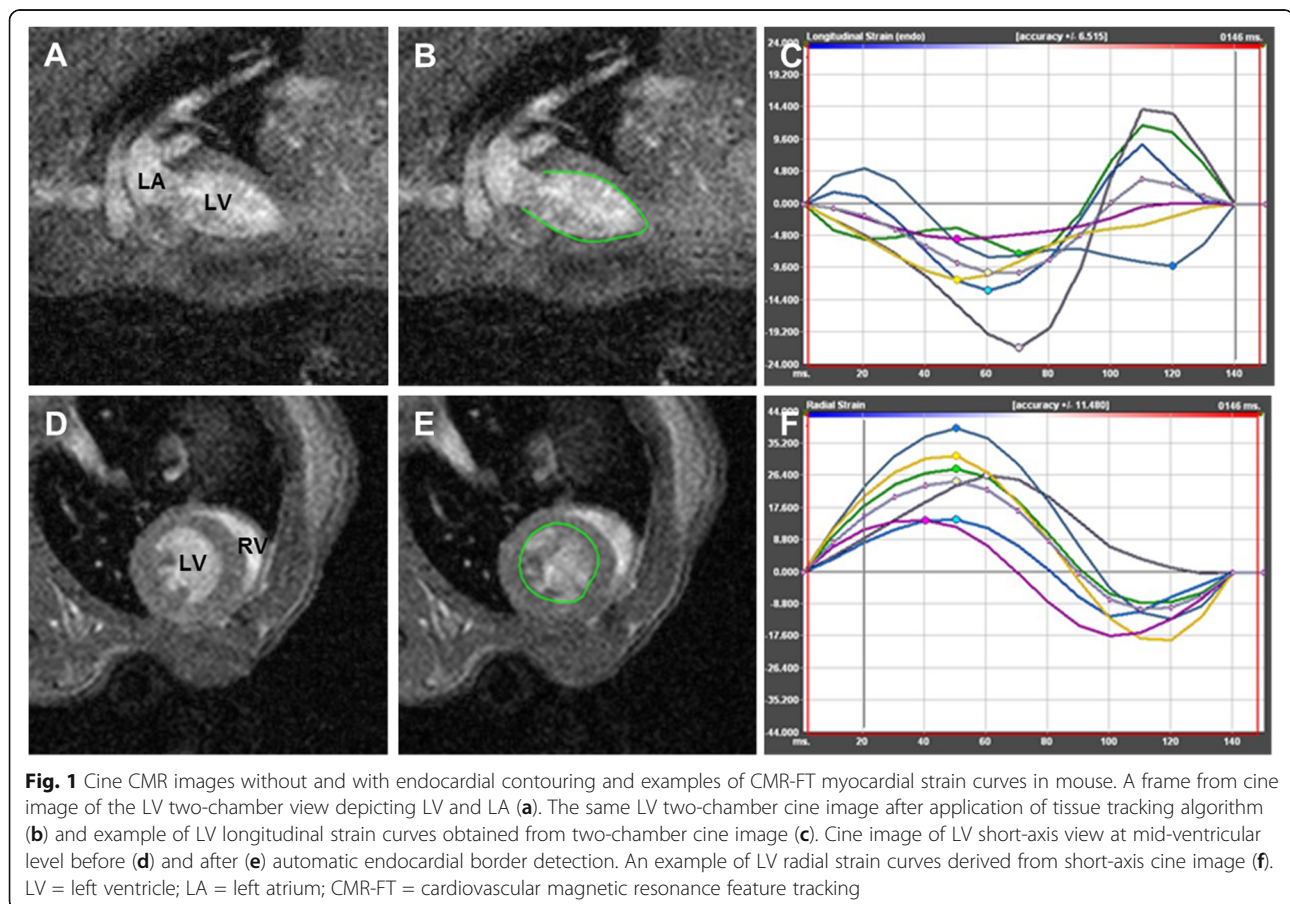 A
LA
LV
B
C
Longitudinal Strain (endo) [accuracy +/- 6.515] 0146 ms.
24.000
19.200
14.400
9.600
4.800
0.000
-4.800
-9.600
-14.400
-19.200
-24.000
ms. 20 40 60 80 100 120 140
D
LV
RV
E
F
Radial Strain [accuracy +/- 11.480] 0146 ms.
44.000
35.200
26.400
17.600
8.800
0.000
-8.800
-17.600
-26.400
-35.200
-44.000
ms. 20 40 60 80 100 120 140
Fig. 1 Cine CMR images without and with endocardial contouring and examples of CMR-FT myocardial strain curves in mouse. A frame from cine
image of the LV two-chamber view depicting LV and LA (a). The same LV two-chamber cine image after application of tissue tracking algorithm
(b) and example of LV longitudinal strain curves obtained from two-chamber cine image (c). Cine image of LV short-axis view at mid-ventricular
level before (d) and after (e) automatic endocardial border detection. An example of LV radial strain curves derived from short-axis cine image (f).
LV = left ventricle; LA = left atrium; CMR-FT = cardiovascular magnetic resonance feature tracking